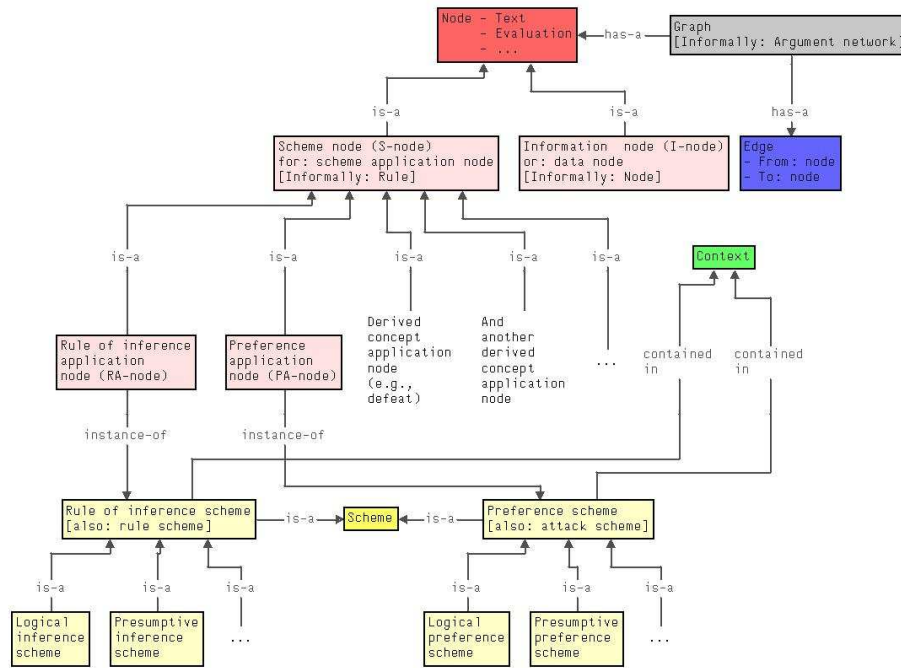 Node - Text
- Evaluation
- ...
has-a
Graph
[Informally: Argument network]
is-a
is-a
has-a
Scheme node (S-node)
for: scheme application node
[Informally: Rule]
Information node (I-node)
or: data node
[Informally: Node]
Edge
- From: node
- To: node
is-a
is-a
is-a
is-a
is-a
Context
Rule of inference
application
node (RA-node)
Preference
application
node (PA-node)
Derived
concept
application
node
(e.g.,
defeat)
And
another
derived
concept
application
node
...
contained
in
contained
in
instance-of
instance-of
Rule of inference scheme
[also: rule scheme]
is-a
Scheme
is-a
Preference scheme
[also: attack scheme]
is-a
is-a
is-a
is-a
is-a
is-a
Logical
inference
scheme
Presumptive
inference
scheme
...
Logical
preference
scheme
Presumptive
preference
scheme
...